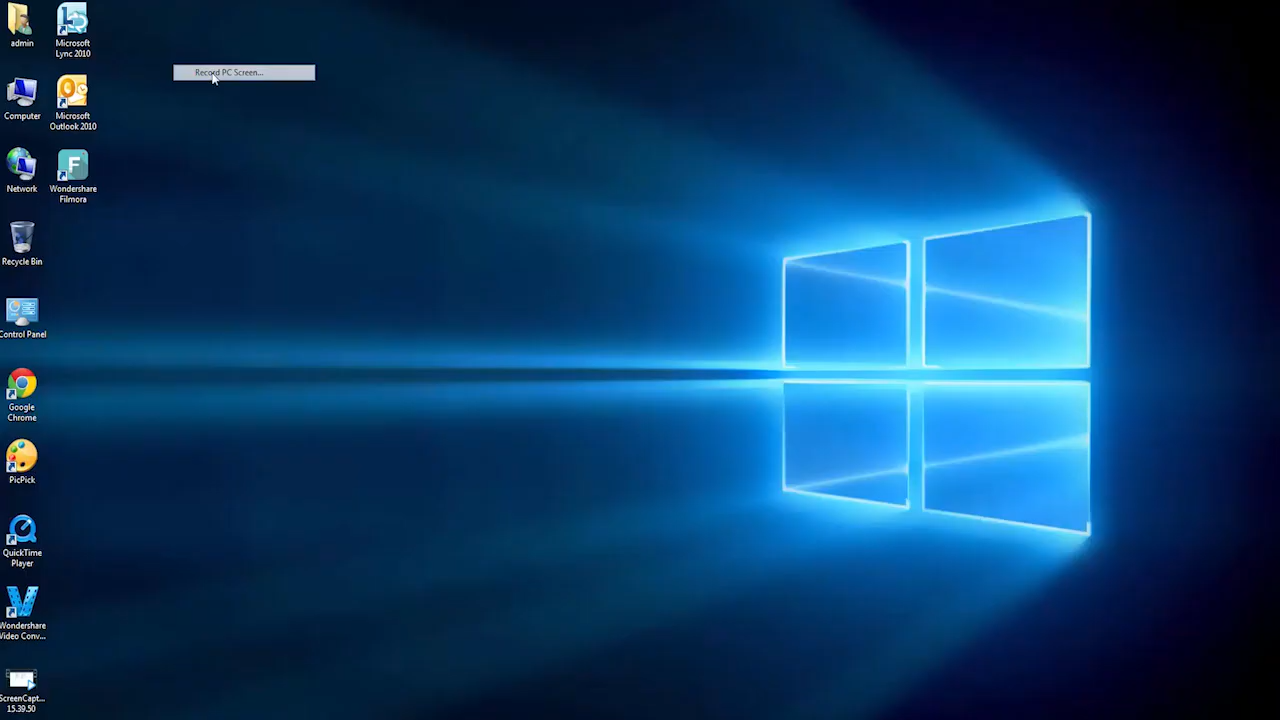 admin
Microsoft
Lync 2010
Record PC Screen...
Computer
Microsoft
Outlook 2010
Network
F
Wondershare
Filmora
Recycle Bin
Control Panel
Google
Chrome
PicPick
QuickTime
Player
Wondershare
Video Conv...
ScreenCapt...
15.39.50